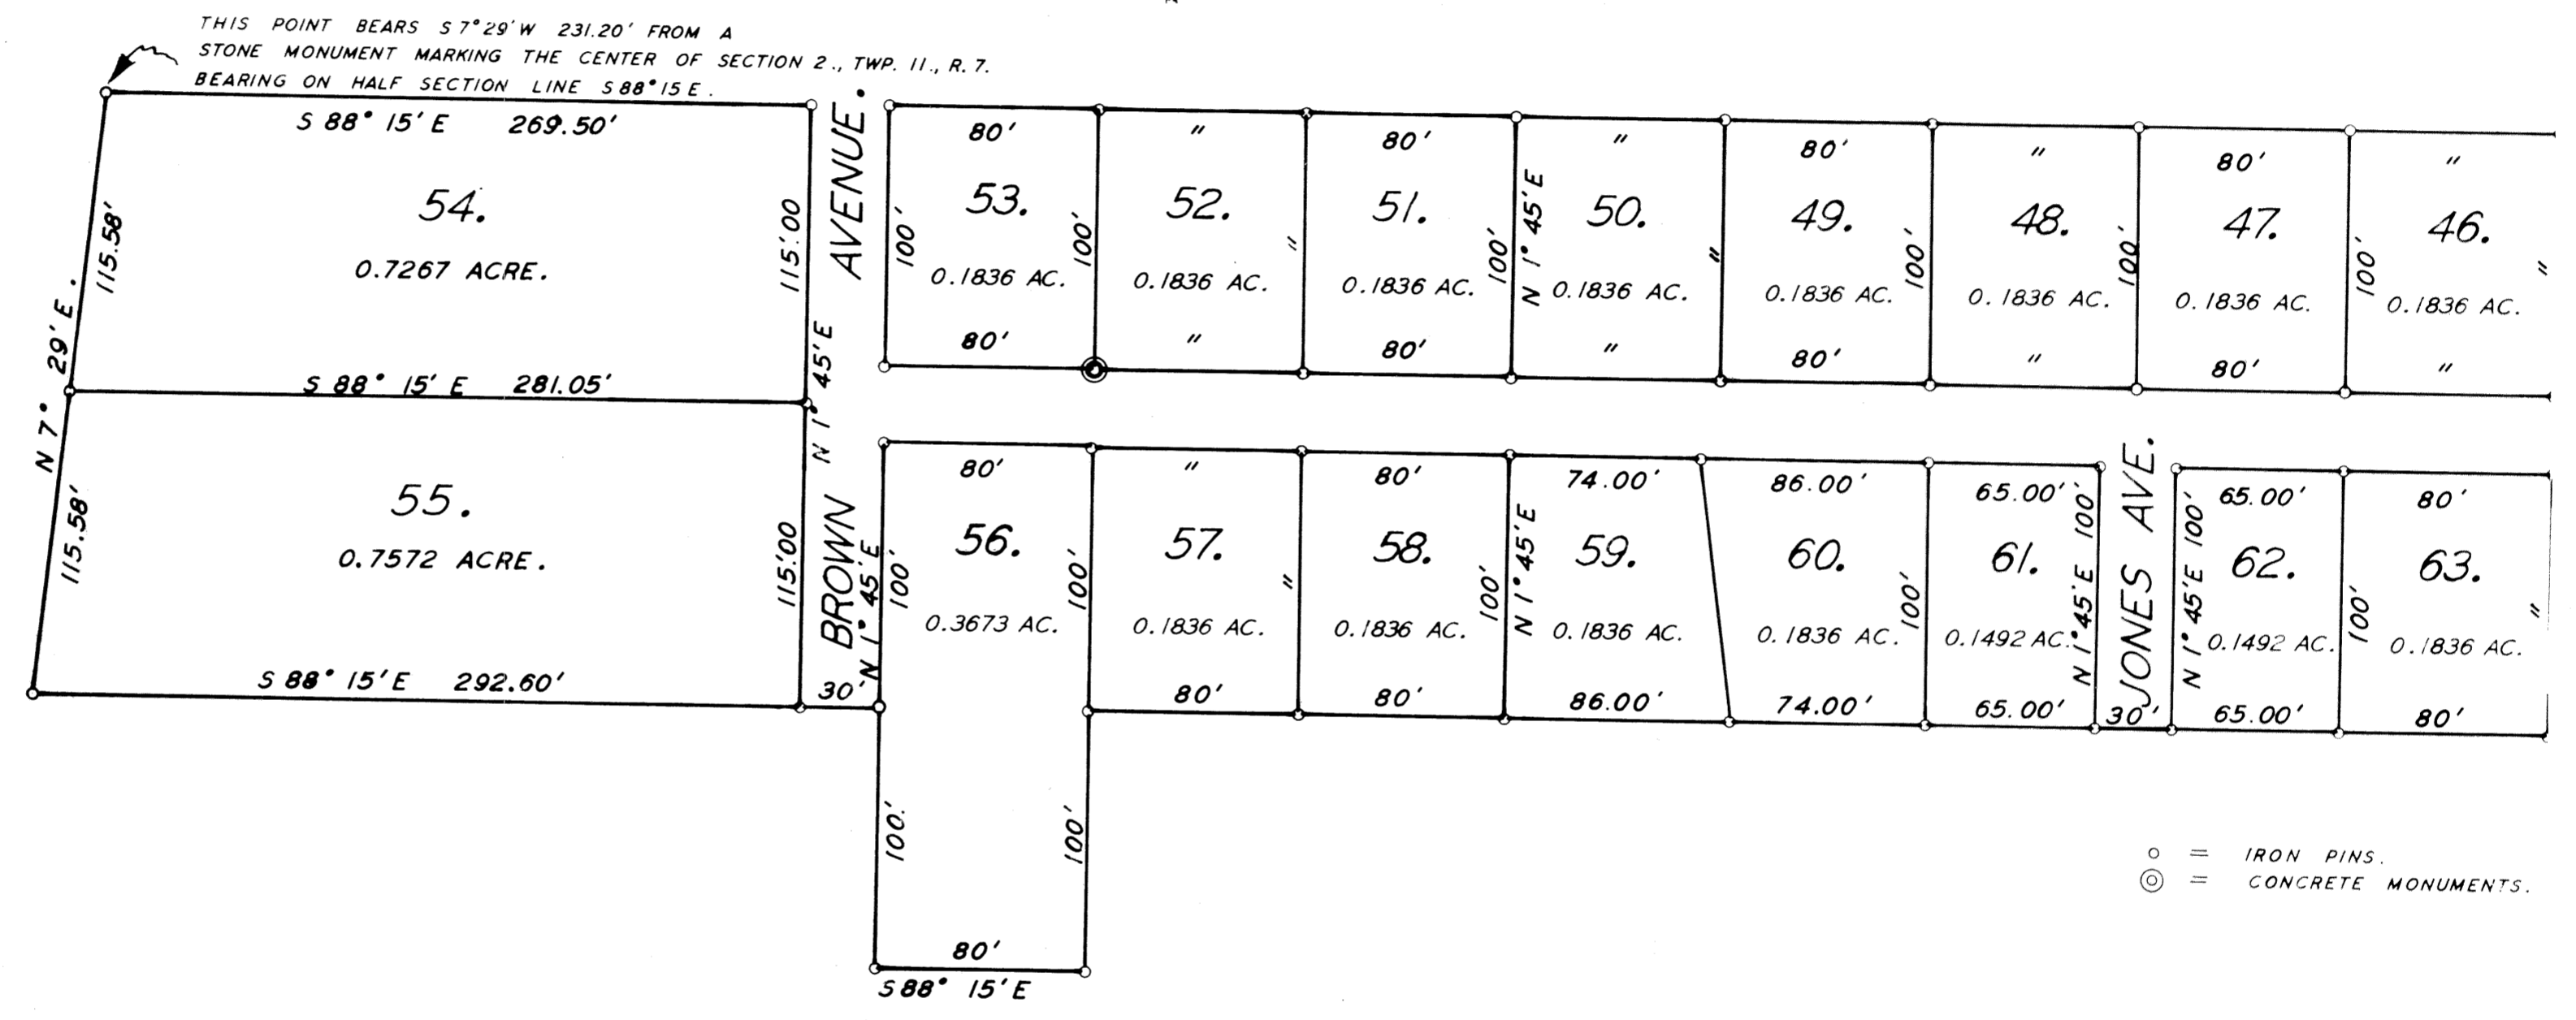 THIS POINT BEARS S 7° 29' W 231.20' FROM A
STONE MONUMENT MARKING THE CENTER OF SECTION 2., TWP. 11., R. 7.
BEARING ON HALF SECTION LINE S 88° 15 E.
S 88° 15' E 269.50'
54.
0.7267 ACRE.
115.58'
115'.00
N 7° 29' E.
S 88° 15' E 281.05'
55.
0.7572 ACRE.
115.58'
115'.00
S 88° 15' E 292.60'
BROWN AVENUE.
N 1° 45' E
N 1° 45' E
30'
80'
53.
100'
100'
0.1836 AC.
80'
"
52.
"
0.1836 AC.
"
80'
51.
100'
0.1836 AC.
80'
N 1° 45' E
"
50.
"
0.1836 AC.
"
80'
49.
100'
0.1836 AC.
80'
"
48.
100'
0.1836 AC.
"
80'
47.
100'
0.1836 AC.
80'
"
46.
"
0.1836 AC.
"
80'
56.
100'
100'
0.3673 AC.
100'.
100'
80'
S 88° 15' E
"
57.
"
0.1836 AC.
80'
80'
58.
100'
0.1836 AC.
80'
N 1° 45' E
74.00'
59.
0.1836 AC.
86.00'
86.00'
60.
100'
0.1836 AC.
74.00'
65.00'
61.
0.1492 AC.
65.00'
N 1° 45' E 100'
JONES AVE.
30'
N 1° 45' E 100'
65.00'
62.
100'
0.1492 AC.
65.00'
80'
63.
"
0.1836 AC.
80'
○ = IRON PINS.
◎ = CONCRETE MONUMENTS.